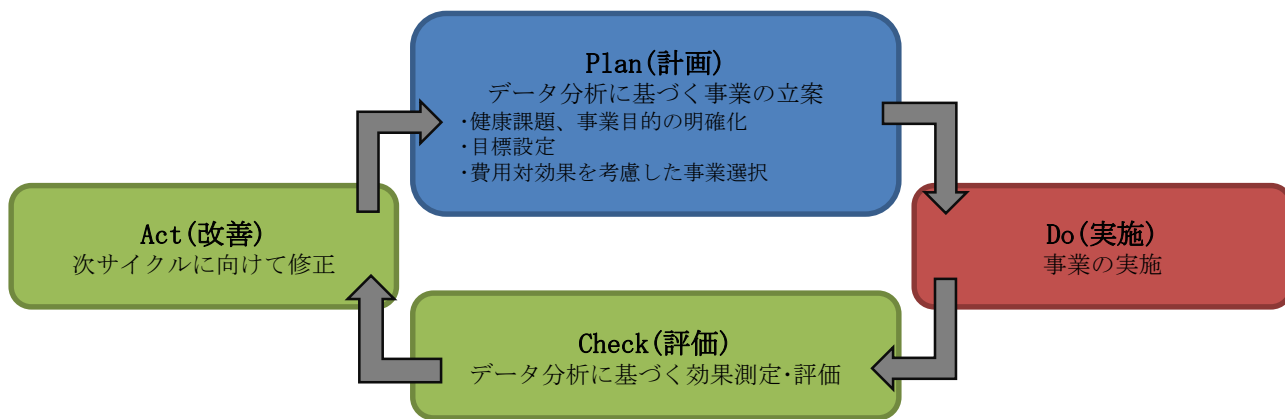 Plan(計画)
データ分析に基づく事業の立案
・健康課題、事業目的の明確化
・目標設定
・費用対効果を考慮した事業選択
Act(改善)
次サイクルに向けて修正
Do(実施)
事業の実施
Check(評価)
データ分析に基づく効果測定・評価